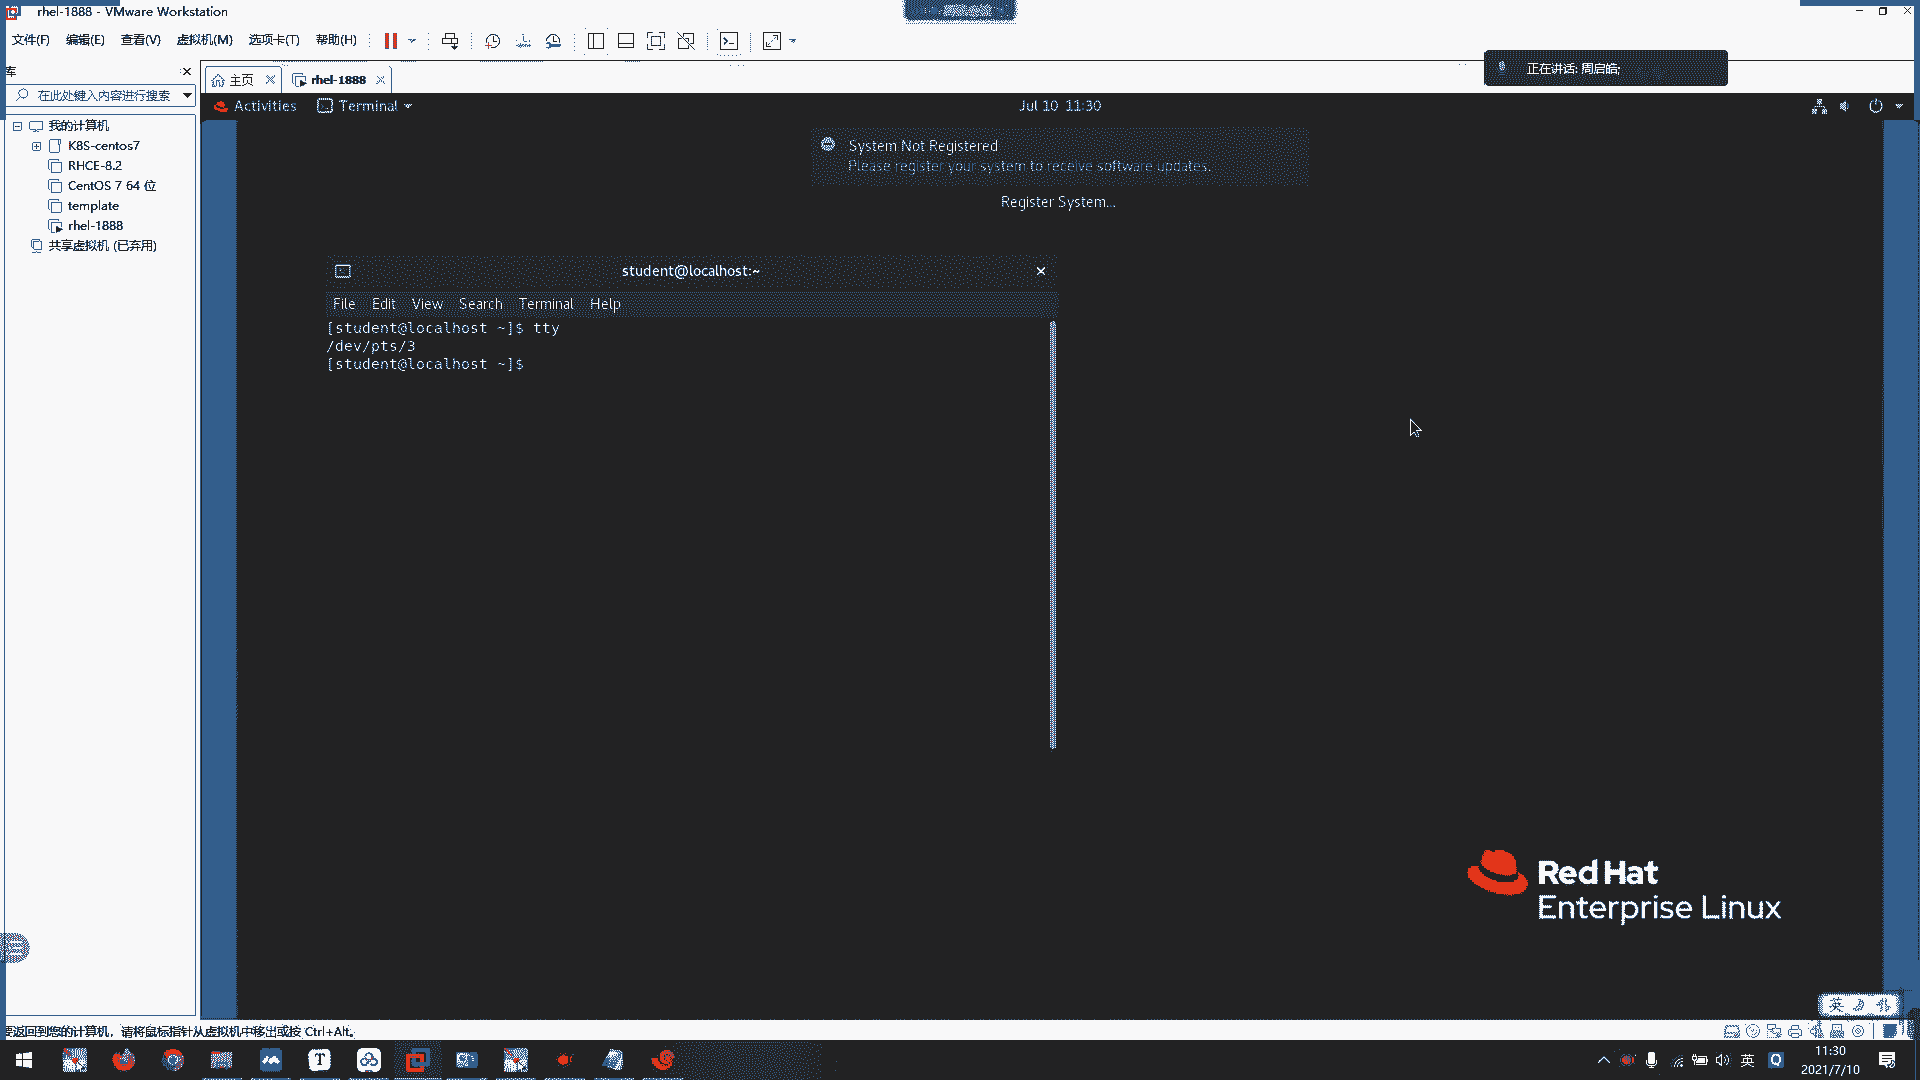 rhel-1888 - VMware Workstation
文件(F) 编辑(E) 查看(V) 虚拟机(M) 选项卡(T) 帮助(H)
正在讲话: 周启皓;
库
主页 rhel-1888
在此处键入内容进行搜索
Activities Terminal Jul 10 11:30
我的计算机
K8S-centos7
RHCE-8.2
CentOS 7 64 位
template
rhel-1888
共享虚拟机 (已弃用)
System Not Registered
Please register your system to receive software updates.
Register System...
student@localhost:~
File Edit View Search Terminal Help
[student@localhost ~]$ tty
/dev/pts/3
[student@localhost ~]$
Red Hat
Enterprise Linux
英
要返回到您的计算机，请将鼠标指针从虚拟机中移出或按 Ctrl+Alt。
T
英
11:30
2021/7/10